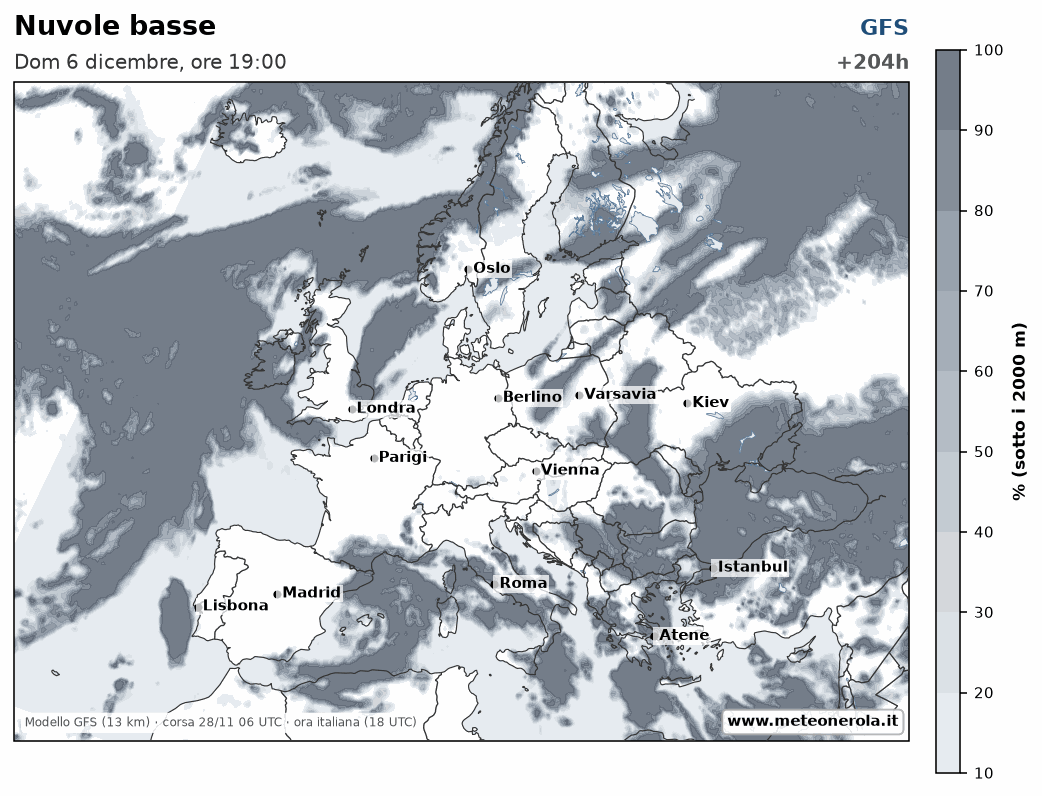 Nuvole basse
GFS
Dom 6 dicembre, ore 19:00
+204h
100
90
80
70
60
50
40
30
20
10
% (sotto i 2000 m)
Oslo
Berlino
Varsavia
Kiev
Londra
Parigi
Vienna
Istanbul
Roma
Madrid
Lisbona
Atene
Modello GFS (13 km) · corsa 28/11 06 UTC · ora italiana (18 UTC)
www.meteonerola.it